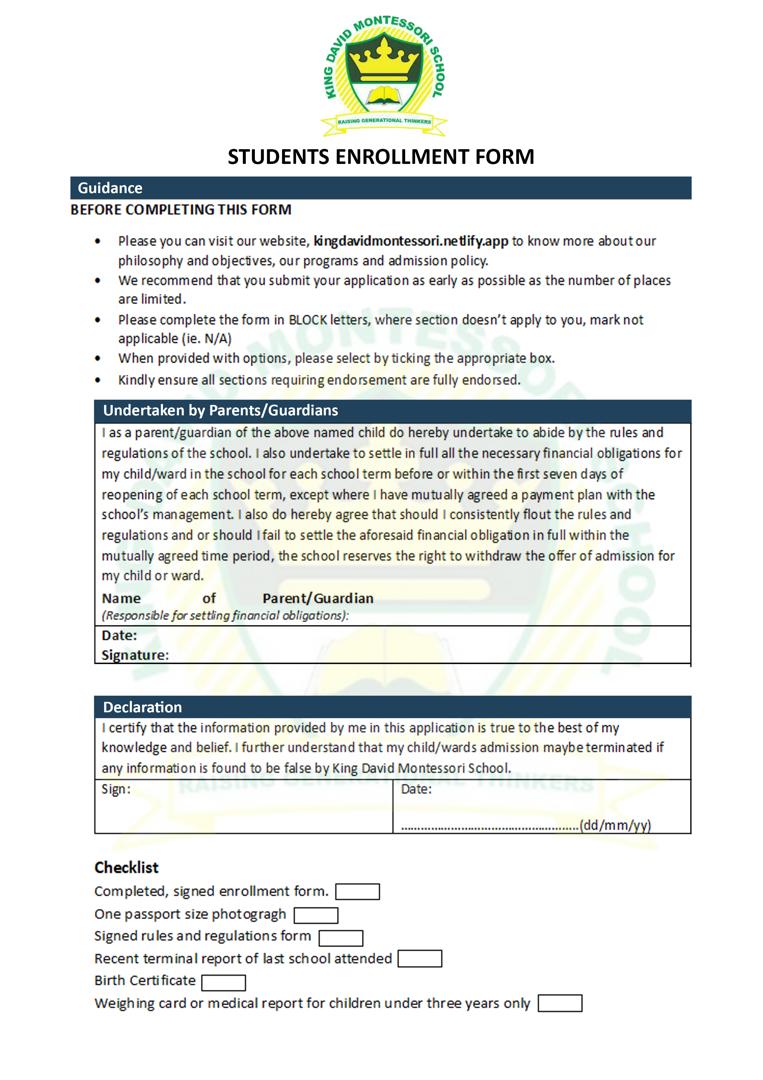 KING DAVID MONTESSORI SCHOOL
RAISING GENERATIONAL THINKERS
STUDENTS ENROLLMENT FORM
Guidance
BEFORE COMPLETING THIS FORM
• Please you can visit our website, kingdavidmontessori.netlify.app to know more about our
philosophy and objectives, our programs and admission policy.
• We recommend that you submit your application as early as possible as the number of places
are limited.
• Please complete the form in BLOCK letters, where section doesn't apply to you, mark not
applicable (ie. N/A)
• When provided with options, please select by ticking the appropriate box.
• Kindly ensure all sections requiring endorsement are fully endorsed.
Undertaken by Parents/Guardians
I as a parent/guardian of the above named child do hereby undertake to abide by the rules and
regulations of the school. I also undertake to settle in full all the necessary financial obligations for
my child/ward in the school for each school term before or within the first seven days of
reopening of each school term, except where I have mutually agreed a payment plan with the
school's management. I also do hereby agree that should I consistently flout the rules and
regulations and or should I fail to settle the aforesaid financial obligation in full within the
mutually agreed time period, the school reserves the right to withdraw the offer of admission for
my child or ward.
Name of Parent/Guardian
(Responsible for settling financial obligations):
Date:
Signature:
Declaration
I certify that the information provided by me in this application is true to the best of my
knowledge and belief. I further understand that my child/wards admission maybe terminated if
any information is found to be false by King David Montessori School.
Sign: Date:
....................................................(dd/mm/yy)
KING DAVID MONTESSORI SCHOOL
RAISING GENERATIONAL THINKERS
Checklist
Completed, signed enrollment form.
One passport size photogragh
Signed rules and regulations form
Recent terminal report of last school attended
Birth Certificate
Weighing card or medical report for children under three years only